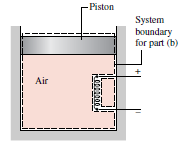 Piston
System
boundary
for part (b)
Air
+
–